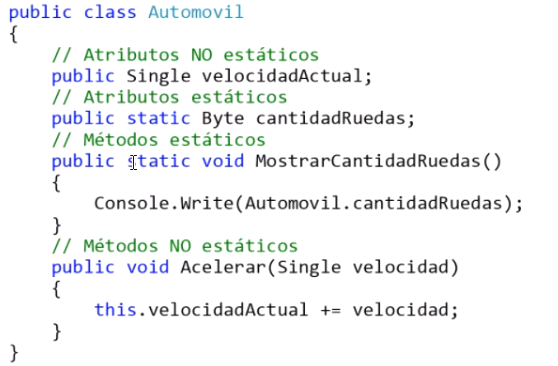 public class Automovil
{
// Atributos NO estáticos
public Single velocidadActual;
// Atributos estáticos
public static Byte cantidadRuedas;
// Métodos estáticos
public static void MostrarCantidadRuedas()
{
Console.Write(Automovil.cantidadRuedas);
}
// Métodos NO estáticos
public void Acelerar(Single velocidad)
{
this.velocidadActual += velocidad;
}
}